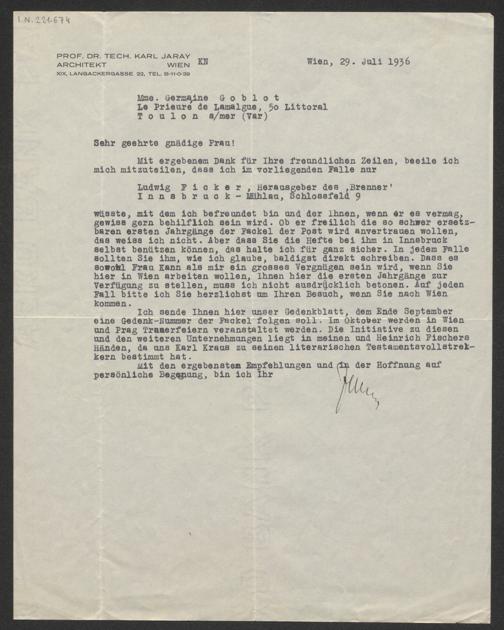 I.N. 221.674
PROF. DR. TECH. KARL JARAY
ARCHITEKT WIEN KN
XIX, LANGACKERGASSE 22, TEL. B-11-0-39
Wien, 29. Juli 1936
Mme. Germaine G o b l o t
Le Prieure de Lamalgue, 5o Littoral
T o u l o n s/mer (Var)
Sehr geehrte gnädige Frau!
Mit ergebenem Dank für Ihre freundlichen Zeilen, beeile ich
mich mitzuteilen, dass ich im vorliegenden Falle nur
Ludwig F i c k e r , Herausgeber des ‚Brenner'
I n n s b r u c k - Mühlau, Schlossfeld 9
wüsste, mit dem ich befreundet bin und der Ihnen, wenn er es vermag,
gewiss gern behilflich sein wird. Ob er freilich die so schwer ersetz-
baren ersten Jahrgänge der Fackel der Post wird anvertrauen wollen,
das weiss ich nicht. Aber dass Sie die Hefte bei ihm in Innsbruck
selbst benützen können, das halte ich für ganz sicher. In jedem Falle
sollten Sie ihm, wie ich glaube, baldigst direkt schreiben. Dass es
sowohl Frau Kann als mir ein grosses Vergnügen sein wird, wenn Sie
hier in Wien arbeiten wollen, Ihnen hier die ersten Jahrgänge zur
Verfügung zu stellen, muss ich nicht ausdrücklich betonen. Auf jeden
Fall bitte ich Sie herzlichst um Ihren Besuch, wenn Sie nach Wien
kommen.
Ich sende Ihnen hier unser Gedenkblatt, dem Ende September
eine Gedenk-Nummer der Fackel folgen soll. Im Oktober werden in Wien
und Prag Trauerfeiern veranstaltet werden. Die Initiative zu diesen
und den weiteren Unternehmungen liegt in meinen und Heinrich Fischers
Händen, da uns Karl Kraus zu seinen literarischen Testamentsvollstrek-
kern bestimmt hat.
Mit den ergebensten Empfehlungen und in der Hoffnung auf
persönliche Begegnung, bin ich Ihr